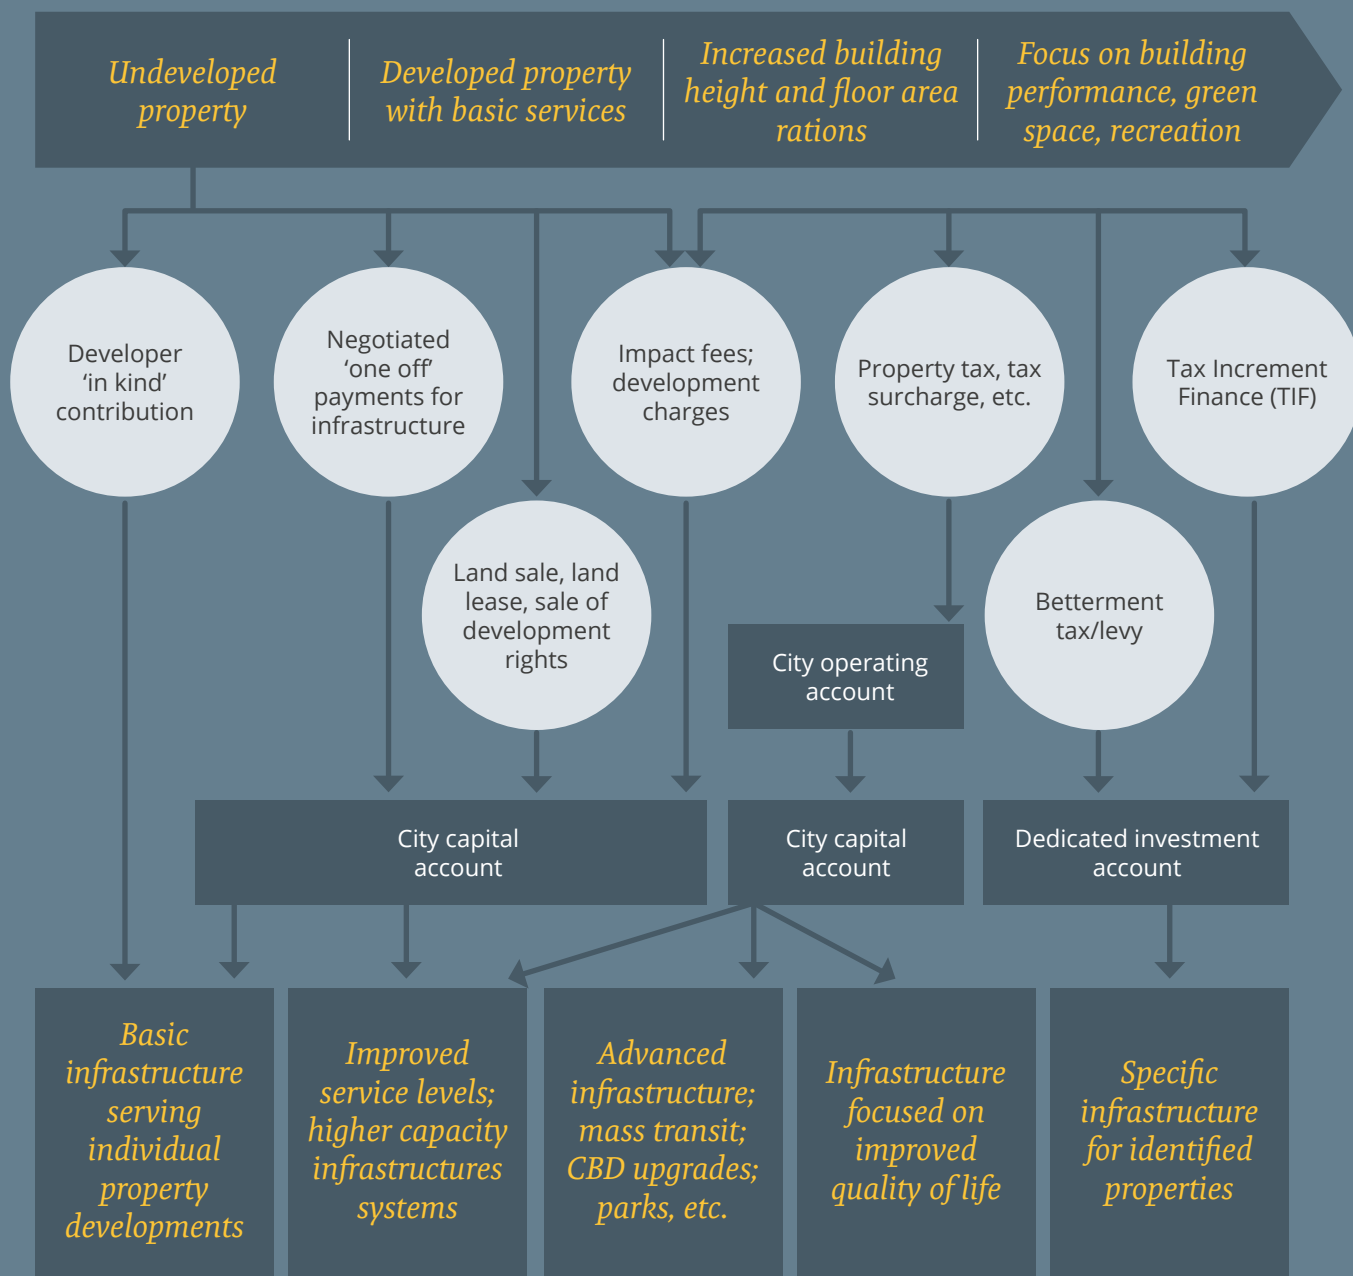 Undeveloped
property
Developed property
with basic services
Increased building
height and floor area
rations
Focus on building
performance, green
space, recreation
Developer
‘in kind’
contribution
Negotiated
‘one off’
payments for
infrastructure
Impact fees;
development
charges
Property tax, tax
surcharge, etc.
Tax Increment
Finance (TIF)
Land sale, land
lease, sale of
development
rights
Betterment
tax/levy
City operating
account
City capital
account
City capital
account
Dedicated investment
account
Basic
infrastructure
serving
individual
property
developments
Improved
service levels;
higher capacity
infrastructures
systems
Advanced
infrastructure;
mass transit;
CBD upgrades;
parks, etc.
Infrastructure
focused on
improved
quality of life
Specific
infrastructure
for identified
properties